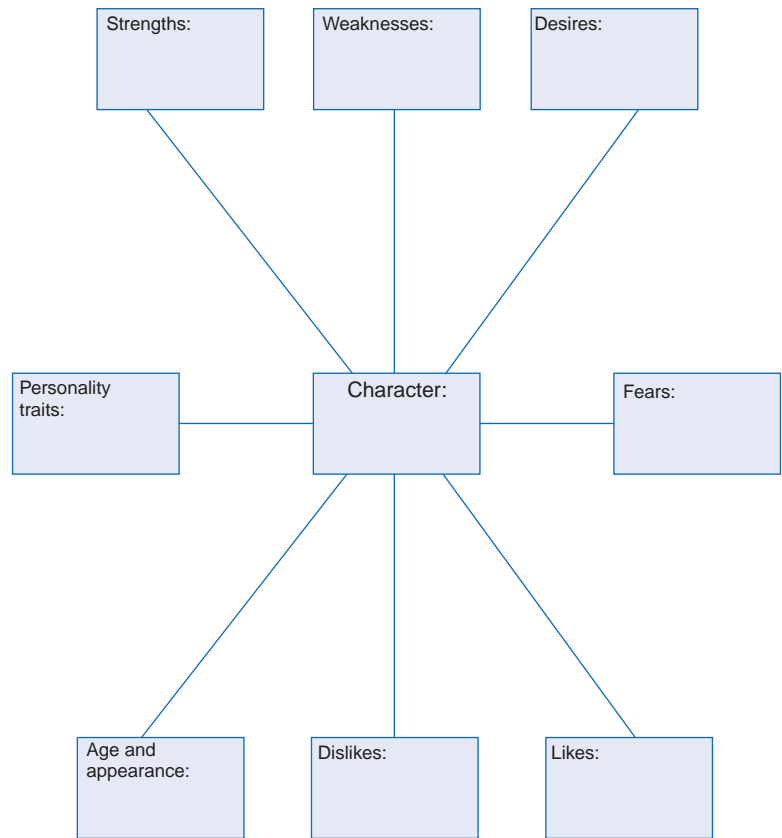 Strengths:
Weaknesses:
Desires:
Personality
traits:
Character:
Fears:
Age and
appearance:
Dislikes:
Likes: